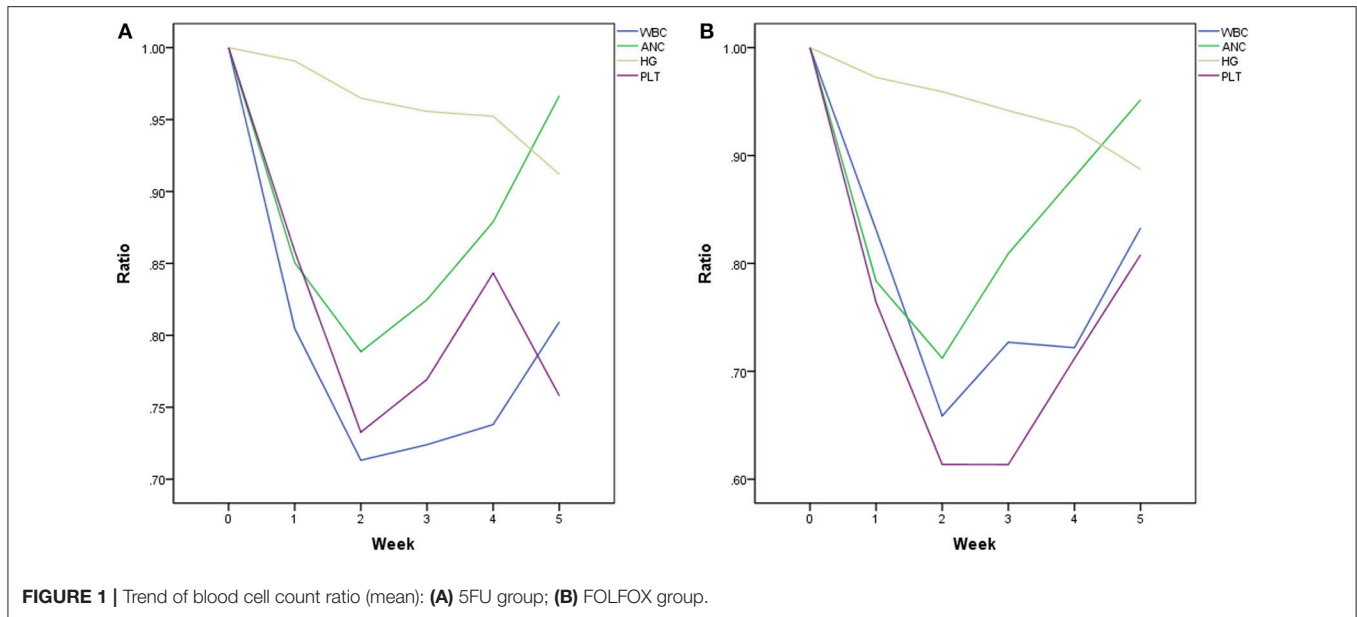 A
WBC
ANC
HG
PLT
1.00
.95
.90
.85
.80
.75
.70
Ratio
0 1 2 3 4 5
Week
B
WBC
ANC
HG
PLT
1.00
.90
.80
.70
.60
Ratio
0 1 2 3 4 5
Week
FIGURE 1 | Trend of blood cell count ratio (mean): (A) 5FU group; (B) FOLFOX group.